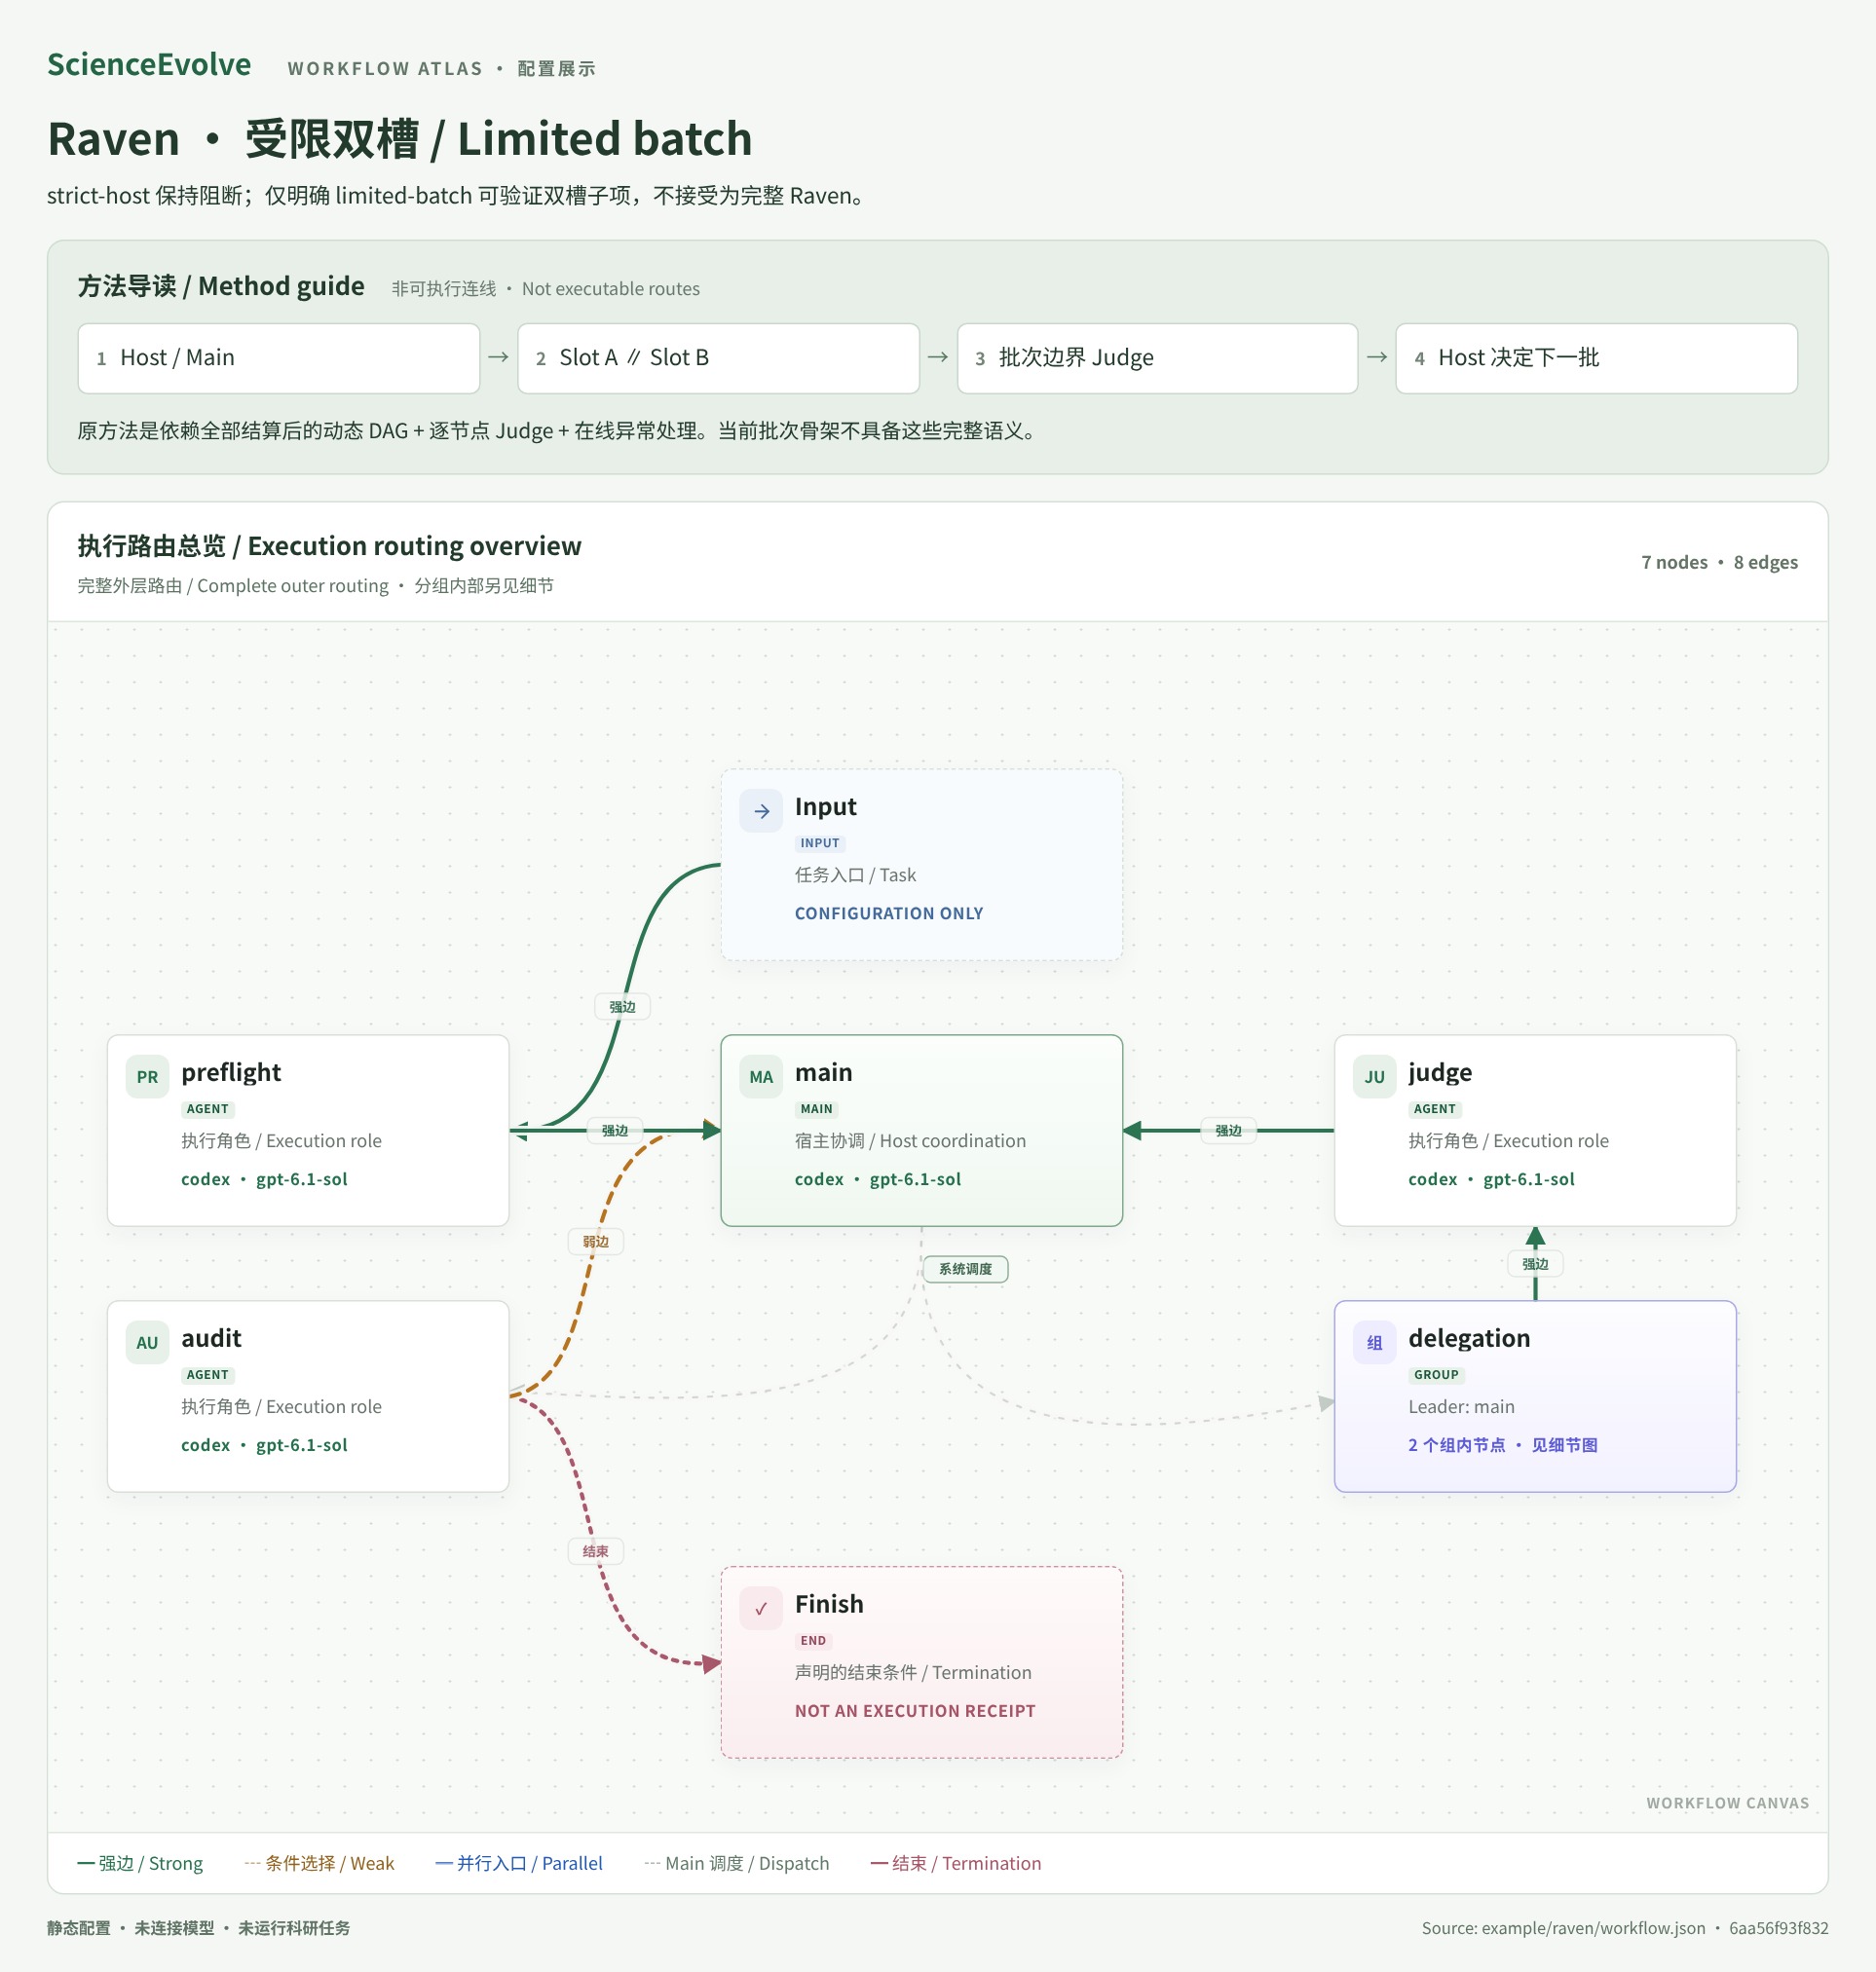 ScienceEvolve WORKFLOW ATLAS • 配置展示
Raven • 受限双槽 / Limited batch
strict-host 保持阻断；仅明确 limited-batch 可验证双槽子项，不接受为完整 Raven。
方法导读 / Method guide 非可执行连线 • Not executable routes
1 Host / Main → 2 Slot A ∥ Slot B → 3 批次边界 Judge → 4 Host 决定下一批
原方法是依赖全部结算后的动态 DAG + 逐节点 Judge + 在线异常处理。当前批次骨架不具备这些完整语义。
执行路由总览 / Execution routing overview
完整外层路由 / Complete outer routing • 分组内部另见细节
7 nodes • 8 edges
→ Input
INPUT
任务入口 / Task
CONFIGURATION ONLY
强边
PR preflight
AGENT
执行角色 / Execution role
codex • gpt-6.1-sol
强边
MA main
MAIN
宿主协调 / Host coordination
codex • gpt-6.1-sol
强边
JU judge
AGENT
执行角色 / Execution role
codex • gpt-6.1-sol
弱边
系统调度
强边
AU audit
AGENT
执行角色 / Execution role
codex • gpt-6.1-sol
组 delegation
GROUP
Leader: main
2 个组内节点 • 见细节图
结束
✓ Finish
END
声明的结束条件 / Termination
NOT AN EXECUTION RECEIPT
WORKFLOW CANVAS
强边 / Strong 条件选择 / Weak 并行入口 / Parallel Main 调度 / Dispatch 结束 / Termination
静态配置 • 未连接模型 • 未运行科研任务
Source: example/raven/workflow.json • 6aa56f93f832